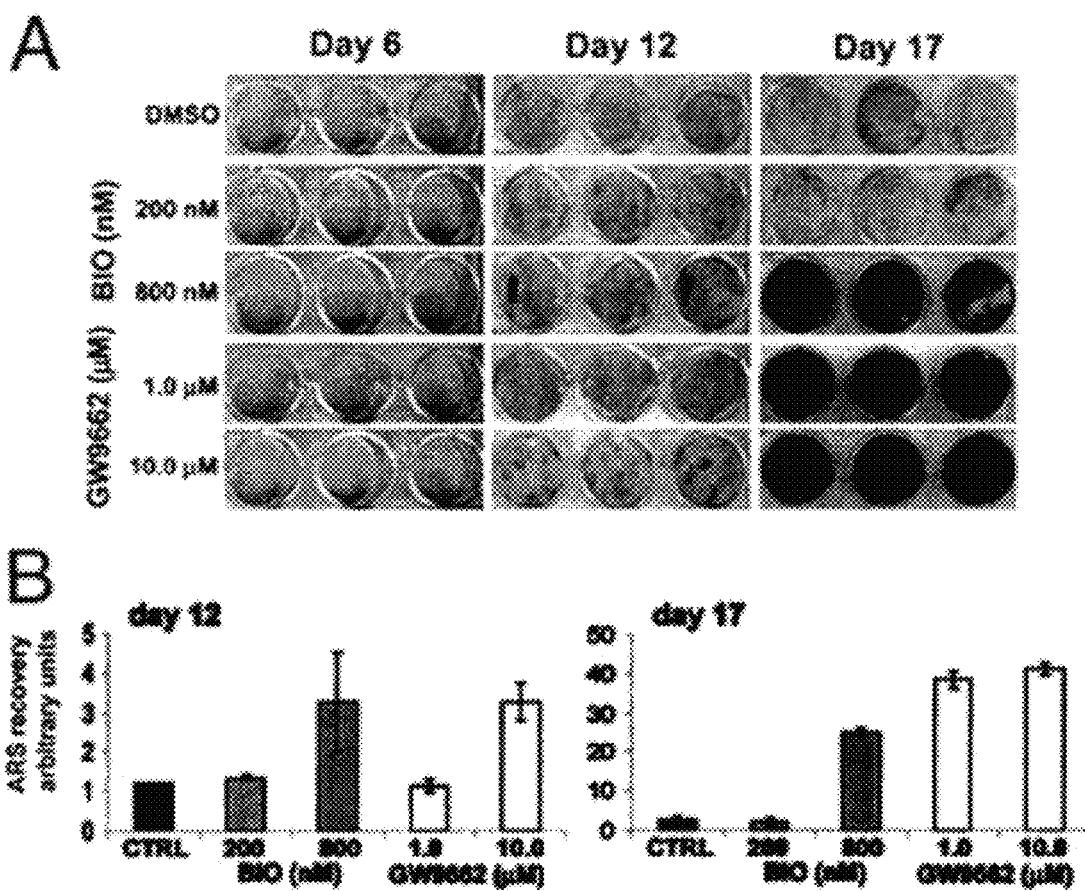 A
Day 6 Day 12 Day 17
DMSO
BIO (nM)
200 nM
800 nM
GW9662 (µM)
1.0 µM
10.0 µM
B
ARS recovery
arbitrary units
day 12
5
4
3
2
1
0
CTRL 200 800 1.0 10.0
BIO (nM) GW9662 (µM)
day 17
50
40
30
20
10
0
CTRL 200 800 1.0 10.0
BIO (nM) GW9662 (µM)